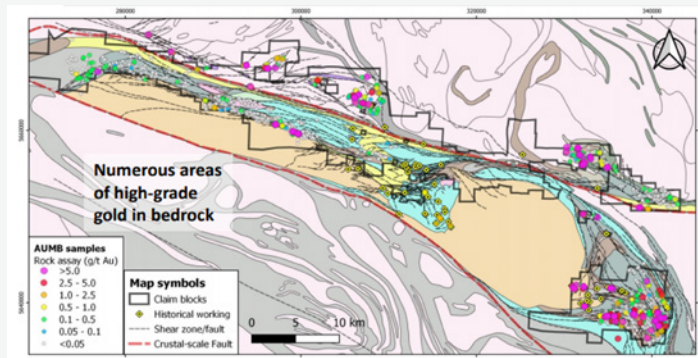 280000 300000 320000 340000
5660000
5640000
Numerous areas
of high-grade
gold in bedrock
AUMB samples
Rock assay (g/t Au)
>5.0
2.5 - 5.0
1.0 - 2.5
0.5 - 1.0
0.1 - 0.5
0.05 - 0.1
<0.05
Map symbols
Claim blocks
Historical working
Shear zone/fault
Crustal-scale Fault
0 5 10 km